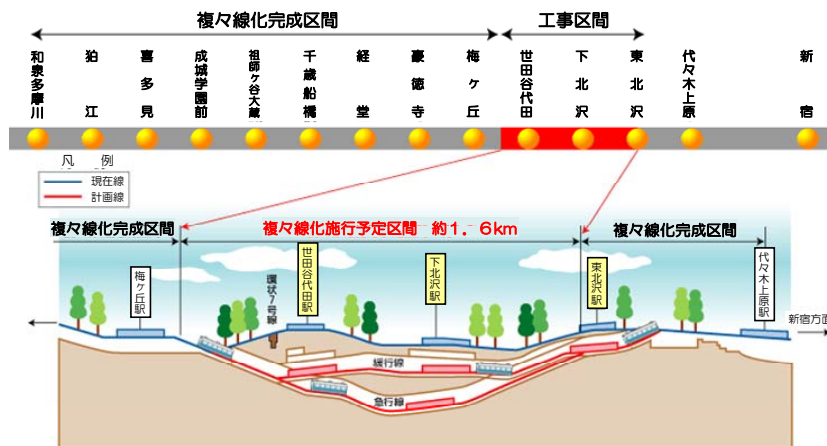 複々線化完成区間
工事区間
和泉多摩川
狛江
喜多見
成城学園前
祖師ヶ谷大蔵
千歳船橋
経堂
豪徳寺
梅ヶ丘
世田谷代田
下北沢
東北沢
代々木上原
新宿
凡例
現在線
計画線
複々線化完成区間
複々線化施行予定区間 約1.6km
複々線化完成区間
梅ヶ丘駅
環状7号線
世田谷代田駅
下北沢駅
東北沢駅
代々木上原駅
新宿方面
緩行線
急行線